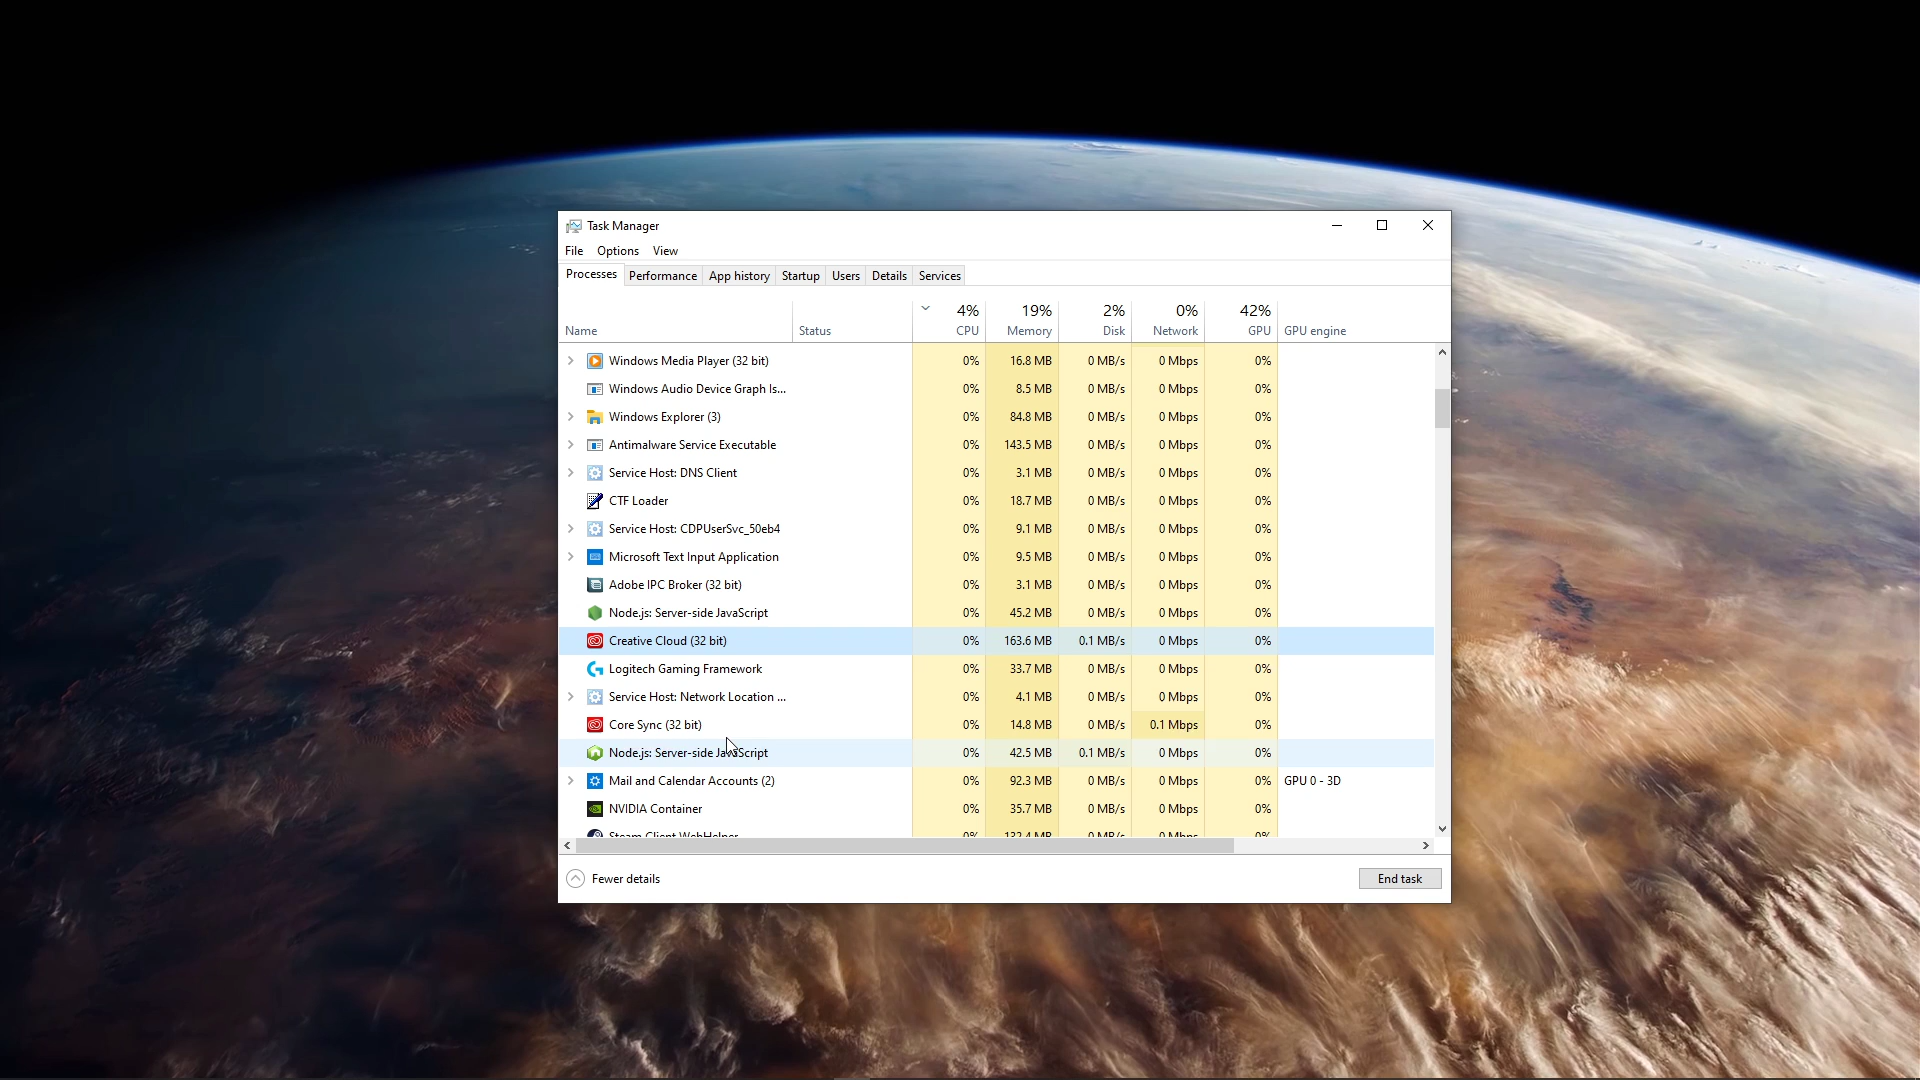 Task Manager
File Options View
Processes Performance App history Startup Users Details Services
4% 19% 2% 0% 42%
Name Status CPU Memory Disk Network GPU GPU engine
Windows Media Player (32 bit) 0% 16.8 MB 0 MB/s 0 Mbps 0%
Windows Audio Device Graph Is... 0% 8.5 MB 0 MB/s 0 Mbps 0%
Windows Explorer (3) 0% 84.8 MB 0 MB/s 0 Mbps 0%
Antimalware Service Executable 0% 143.5 MB 0 MB/s 0 Mbps 0%
Service Host: DNS Client 0% 3.1 MB 0 MB/s 0 Mbps 0%
CTF Loader 0% 18.7 MB 0 MB/s 0 Mbps 0%
Service Host: CDPUserSvc_50eb4 0% 9.1 MB 0 MB/s 0 Mbps 0%
Microsoft Text Input Application 0% 9.5 MB 0 MB/s 0 Mbps 0%
Adobe IPC Broker (32 bit) 0% 3.1 MB 0 MB/s 0 Mbps 0%
Node.js: Server-side JavaScript 0% 45.2 MB 0 MB/s 0 Mbps 0%
Creative Cloud (32 bit) 0% 163.6 MB 0.1 MB/s 0 Mbps 0%
Logitech Gaming Framework 0% 33.7 MB 0 MB/s 0 Mbps 0%
Service Host: Network Location ... 0% 4.1 MB 0 MB/s 0 Mbps 0%
Core Sync (32 bit) 0% 14.8 MB 0 MB/s 0.1 Mbps 0%
Node.js: Server-side JavaScript 0% 42.5 MB 0.1 MB/s 0 Mbps 0%
Mail and Calendar Accounts (2) 0% 92.3 MB 0 MB/s 0 Mbps 0% GPU 0 - 3D
NVIDIA Container 0% 35.7 MB 0 MB/s 0 Mbps 0%
Steam Client WebHelper 0% 132.4 MB 0 MB/s 0 Mbps 0%
Fewer details End task